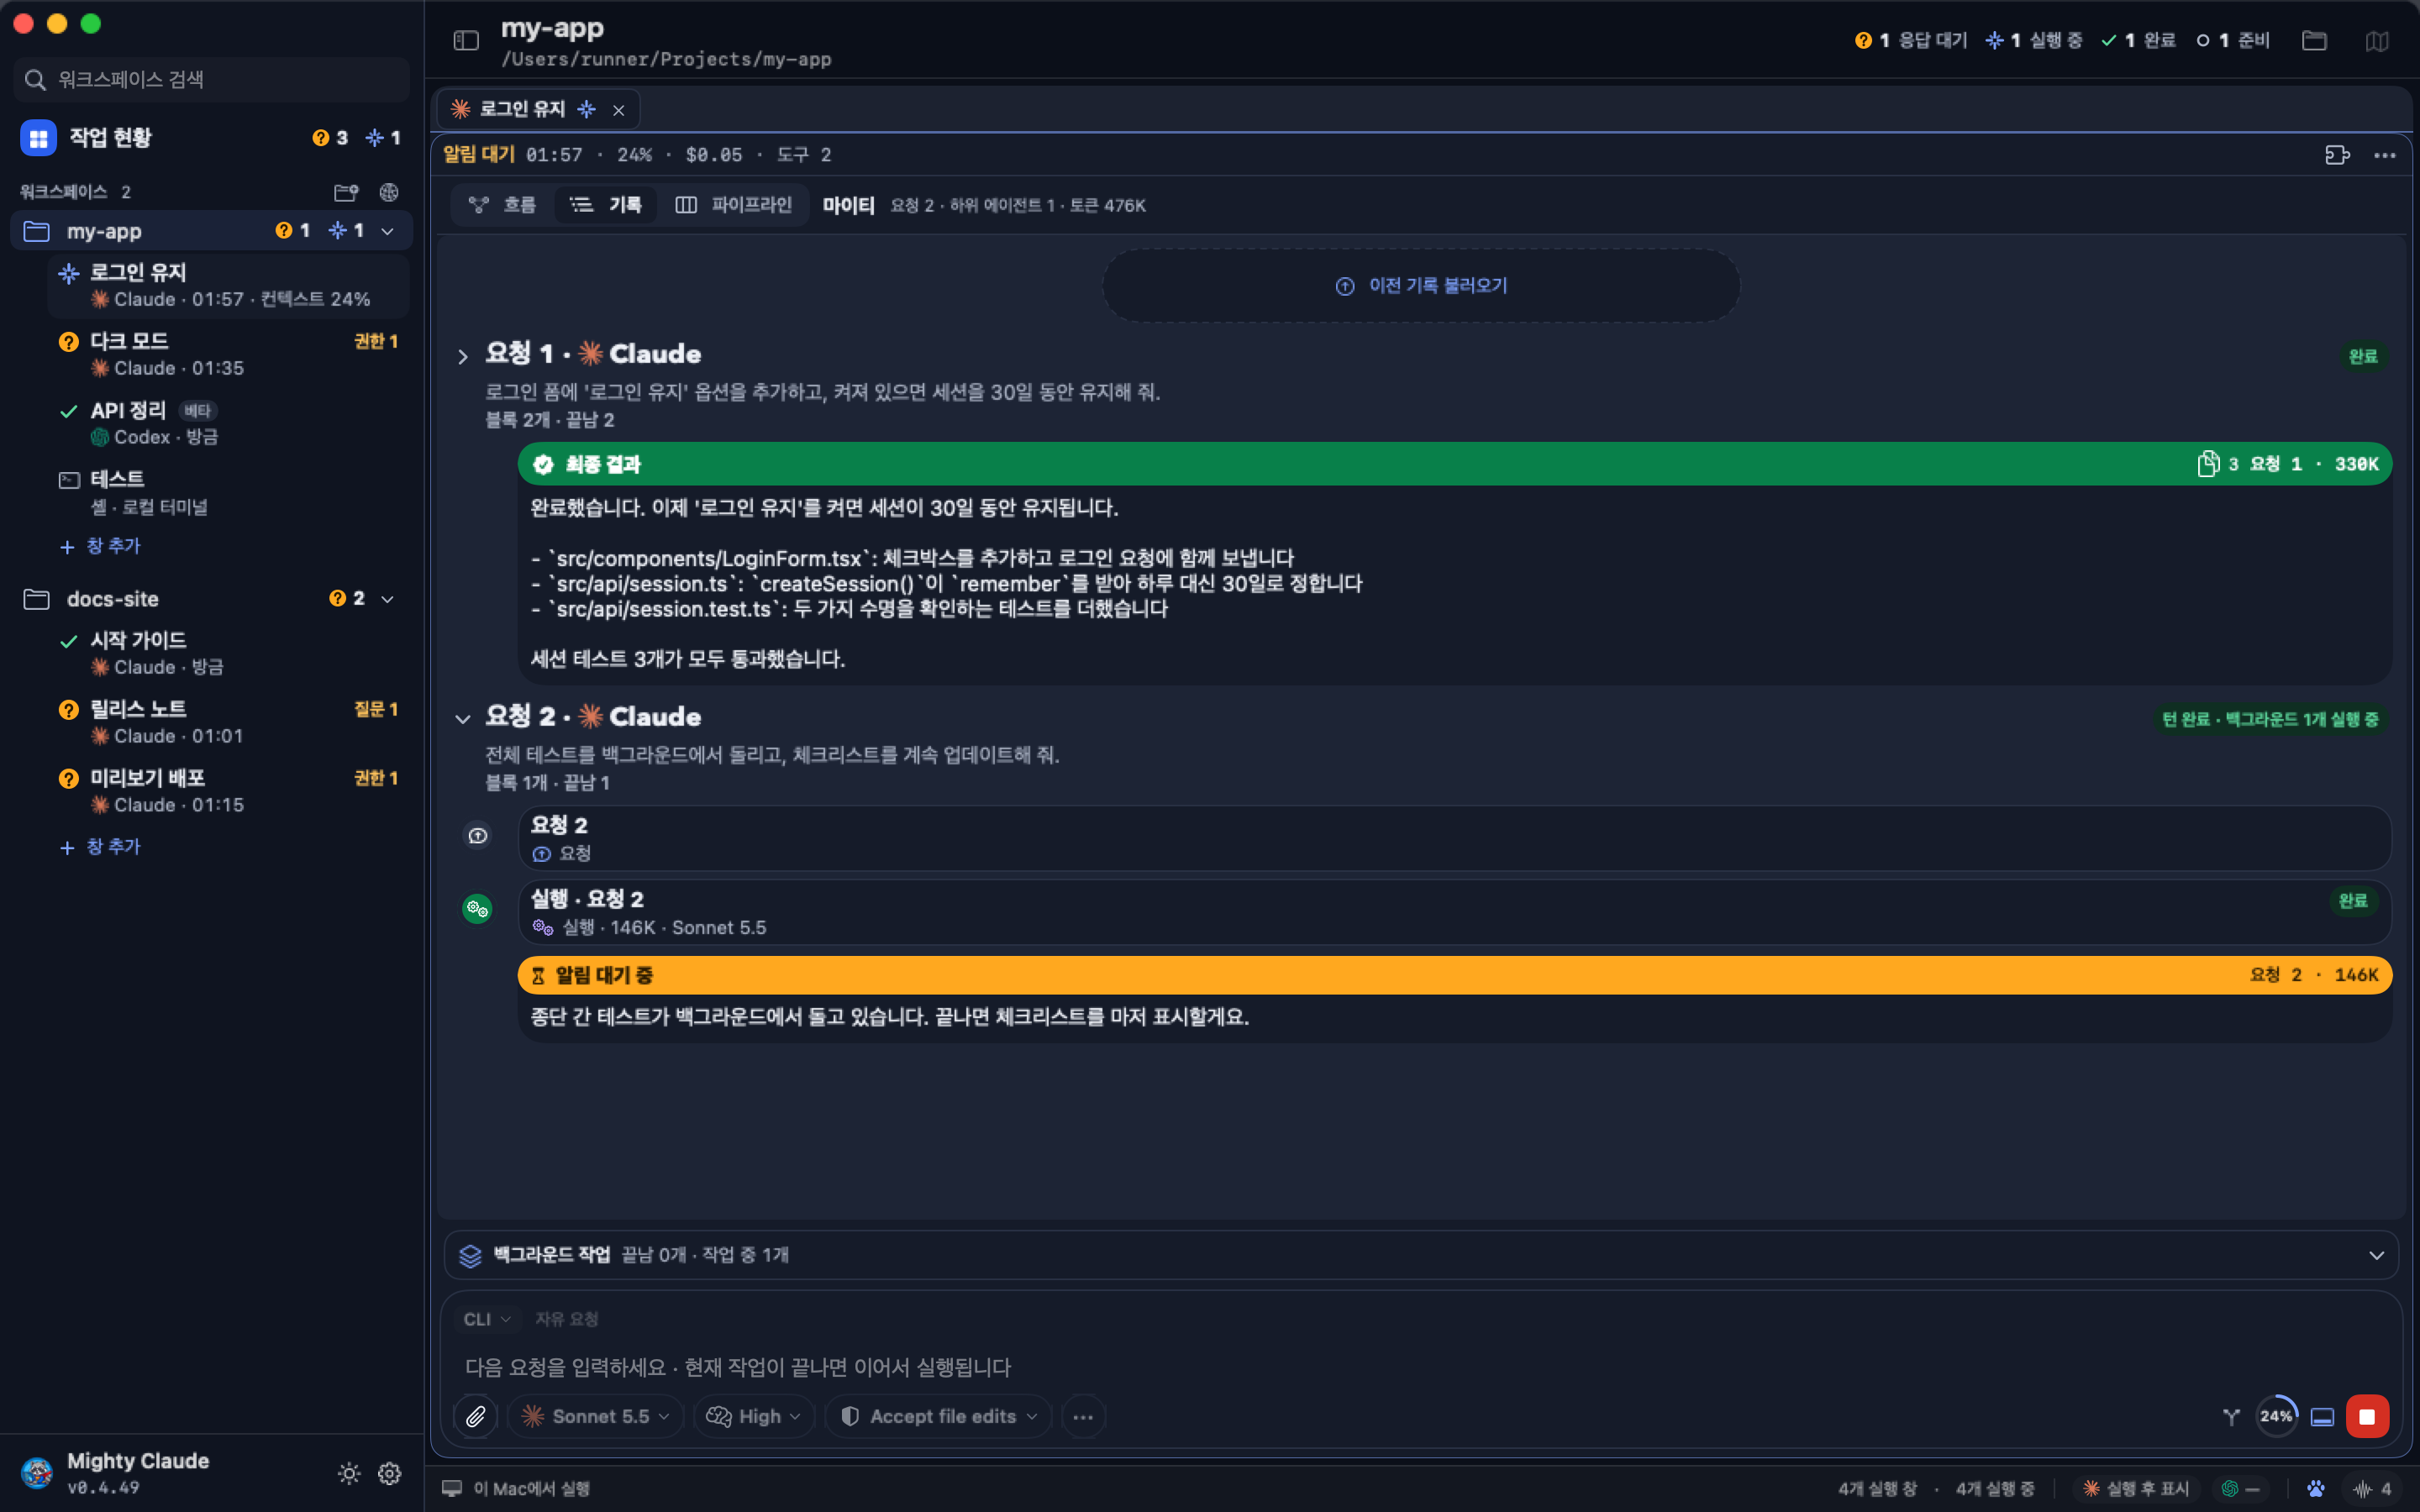 워크스페이스 검색
작업 현황 3 1
워크스페이스 2
my-app 1 1
로그인 유지
Claude · 01:57 · 컨텍스트 24%
다크 모드 권한 1
Claude · 01:35
API 정리 베타
Codex · 방금
테스트
셸 · 로컬 터미널
+ 창 추가
docs-site 2
시작 가이드
Claude · 방금
릴리스 노트 질문 1
Claude · 01:01
미리보기 배포 권한 1
Claude · 01:15
+ 창 추가
Mighty Claude
v0.4.49
my-app
/Users/runner/Projects/my-app
1 응답 대기 1 실행 중 1 완료 1 준비
로그인 유지
알림 대기 01:57 · 24% · $0.05 · 도구 2
흐름 기록 파이프라인 마이티 요청 2 · 하위 에이전트 1 · 토큰 476K
이전 기록 불러오기
요청 1 · Claude 완료
로그인 폼에 '로그인 유지' 옵션을 추가하고, 켜져 있으면 세션을 30일 동안 유지해 줘.
블록 2개 · 끝남 2
최종 결과 3 요청 1 · 330K
완료했습니다. 이제 '로그인 유지'를 켜면 세션이 30일 동안 유지됩니다.
- `src/components/LoginForm.tsx`: 체크박스를 추가하고 로그인 요청에 함께 보냅니다
- `src/api/session.ts`: `createSession()`이 `remember`를 받아 하루 대신 30일로 정합니다
- `src/api/session.test.ts`: 두 가지 수명을 확인하는 테스트를 더했습니다
세션 테스트 3개가 모두 통과했습니다.
요청 2 · Claude 턴 완료 · 백그라운드 1개 실행 중
전체 테스트를 백그라운드에서 돌리고, 체크리스트를 계속 업데이트해 줘.
블록 1개 · 끝남 1
요청 2
요청
실행 · 요청 2 완료
실행 · 146K · Sonnet 5.5
알림 대기 중 요청 2 · 146K
종단 간 테스트가 백그라운드에서 돌고 있습니다. 끝나면 체크리스트를 마저 표시할게요.
백그라운드 작업 끝남 0개 · 작업 중 1개
CLI 자유 요청
다음 요청을 입력하세요 · 현재 작업이 끝나면 이어서 실행됩니다
Sonnet 5.5 High Accept file edits 24%
이 Mac에서 실행 4개 실행 창 · 4개 실행 중 실행 후 표시 — 4